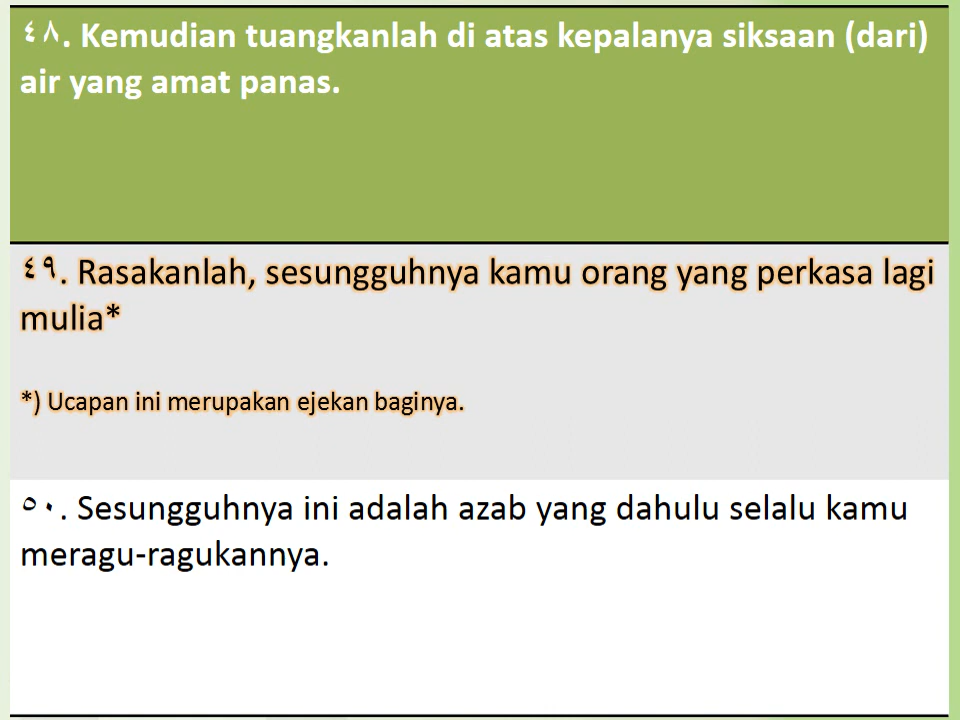 ٤٨. Kemudian tuangkanlah di atas kepalanya siksaan (dari)
air yang amat panas.
٤٩. Rasakanlah, sesungguhnya kamu orang yang perkasa lagi
mulia*
*) Ucapan ini merupakan ejekan baginya.
٥٠. Sesungguhnya ini adalah azab yang dahulu selalu kamu
meragu-ragukannya.